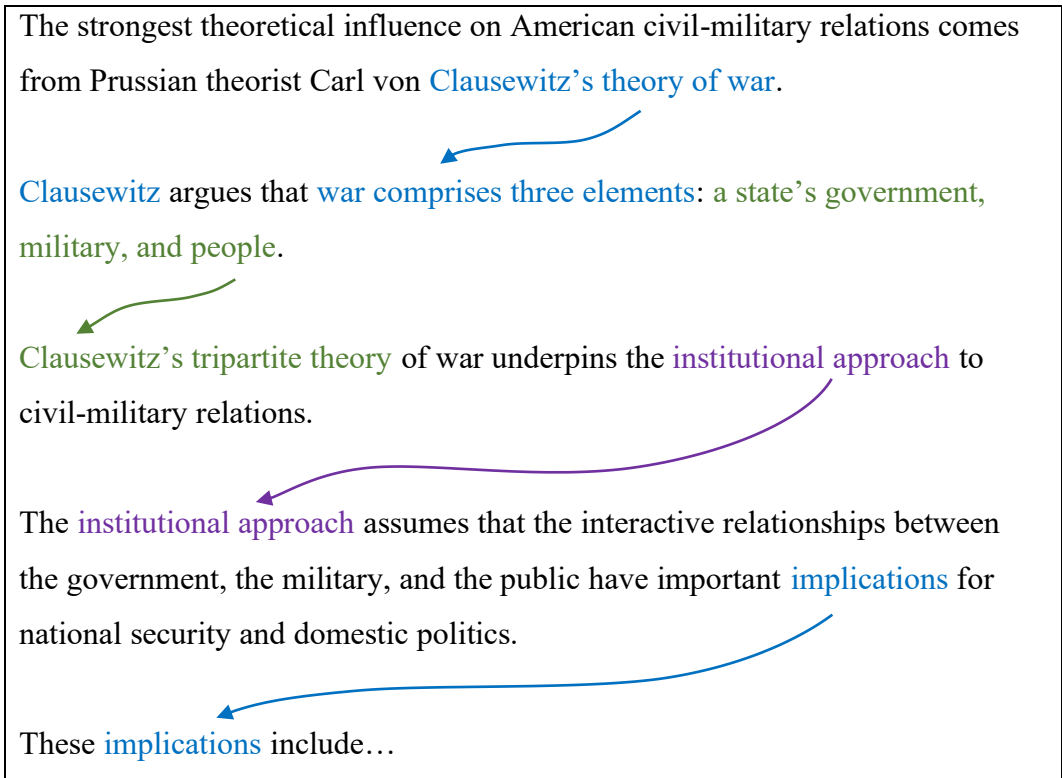 The strongest theoretical influence on American civil-military relations comes
from Prussian theorist Carl von Clausewitz’s theory of war.
Clausewitz argues that war comprises three elements: a state’s government,
military, and people.
Clausewitz’s tripartite theory of war underpins the institutional approach to
civil-military relations.
The institutional approach assumes that the interactive relationships between
the government, the military, and the public have important implications for
national security and domestic politics.
These implications include…